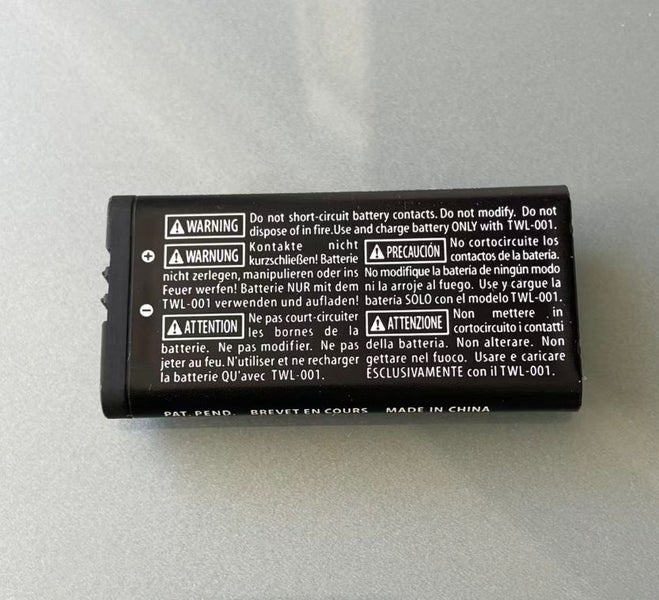 WARNING Do not short-circuit battery contacts. Do not modify. Do not
dispose of in fire.Use and charge battery ONLY with TWL-001.
WARNUNG Kontakte nicht
kurzschließen! Batterie
nicht zerlegen, manipulieren oder ins
Feuer werfen! Batterie NUR mit dem
TWL-001 verwenden und aufladen!
PRECAUCIÓN No cortocircuite los
contactos de la batería.
No modifique la batería de ningún modo
ni la arroje al fuego. Use y cargue la
batería SOLO con el modelo TWL-001.
ATTENTION Ne pas court-circuiter
les bornes de la
batterie. Ne pas modifier. Ne pas
jeter au feu. N'utiliser et ne recharger
la batterie QU'avec TWL-001.
ATTENZIONE Non mettere in
cortocircuito i contatti
della batteria. Non alterare. Non
gettare nel fuoco. Usare e caricare
ESCLUSIVAMENTE con il TWL-001.
PAT. PEND. BREVET EN COURS MADE IN CHINA